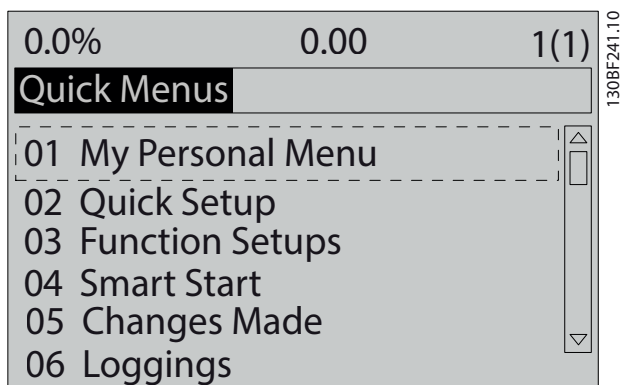 0.0% 0.00 1(1)
Quick Menus
01 My Personal Menu
02 Quick Setup
03 Function Setups
04 Smart Start
05 Changes Made
06 Loggings
130BF241.10